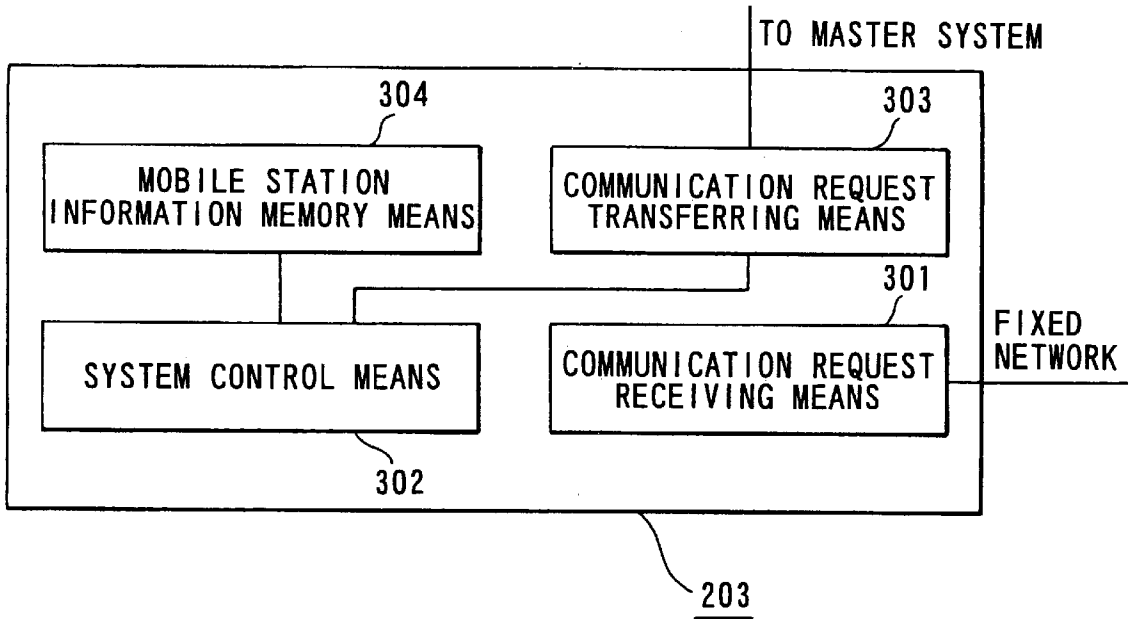 TO MASTER SYSTEM
304
303
MOBILE STATION
INFORMATION MEMORY MEANS
COMMUNICATION REQUEST
TRANSFERRING MEANS
301
FIXED
NETWORK
SYSTEM CONTROL MEANS
COMMUNICATION REQUEST
RECEIVING MEANS
302
203